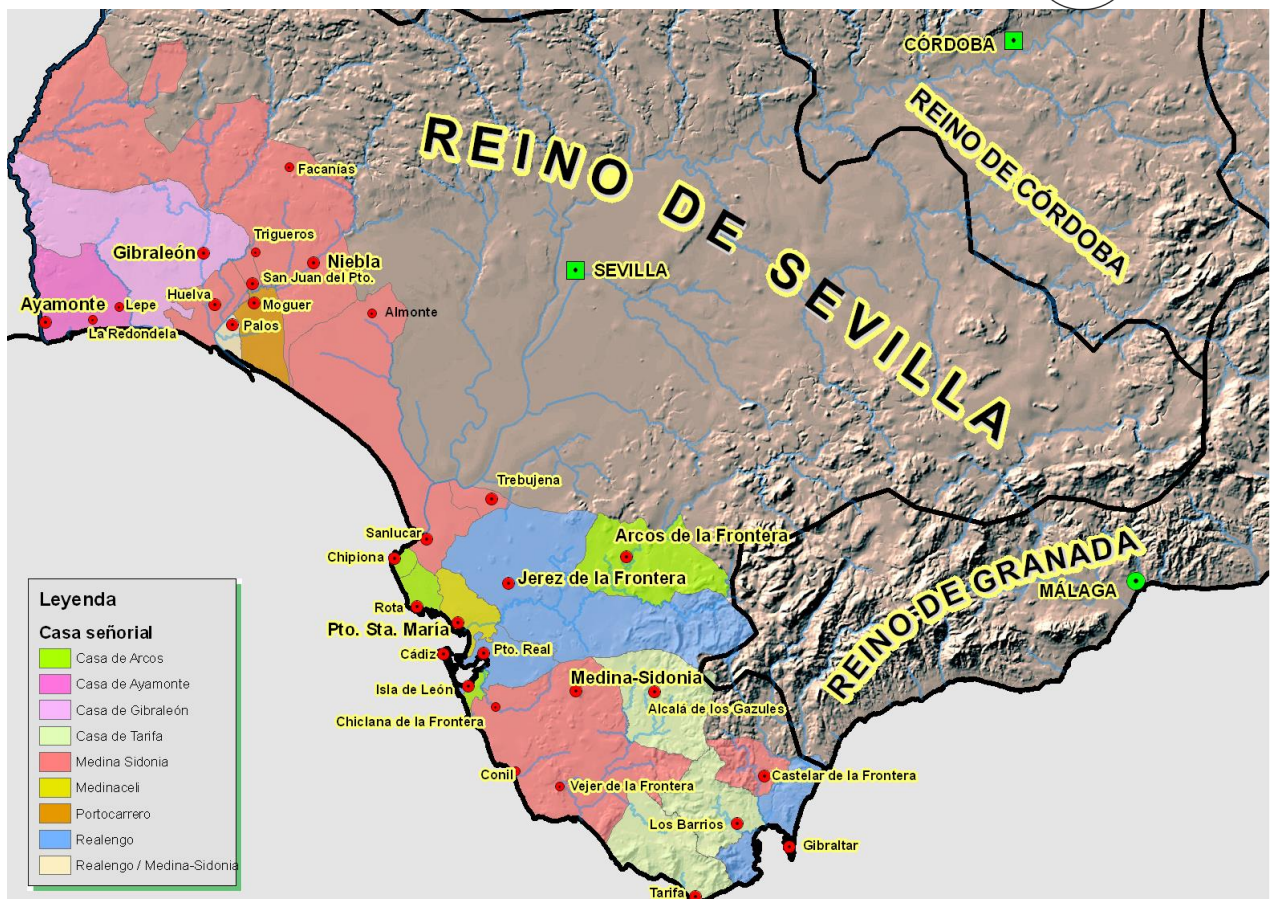 CÓRDOBA
REINO DE CÓRDOBA
REINO DE SEVILLA
Facanías
Gibraleón
Trigueros
Niebla
San Juan del Pto.
SEVILLA
Huelva
Moguer
Ayamonte
Lepe
Palos
Almonte
La Redondela
Trebujena
Sanlucar
Chipiona
Arcos de la Frontera
REINO DE GRANADA
Jerez de la Frontera
MÁLAGA
Rota
Pto. Sta. María
Cádiz
Pto. Real
Isla de León
Medina-Sidonia
Alcalá de los Gazules
Chiclana de la Frontera
Conil
Vejer de la Frontera
Castelar de la Frontera
Los Barrios
Gibraltar
Tarifa
Leyenda
Casa señorial
Casa de Arcos
Casa de Ayamonte
Casa de Gibraleón
Casa de Tarifa
Medina Sidonia
Medinaceli
Portocarrero
Realengo
Realengo / Medina-Sidonia